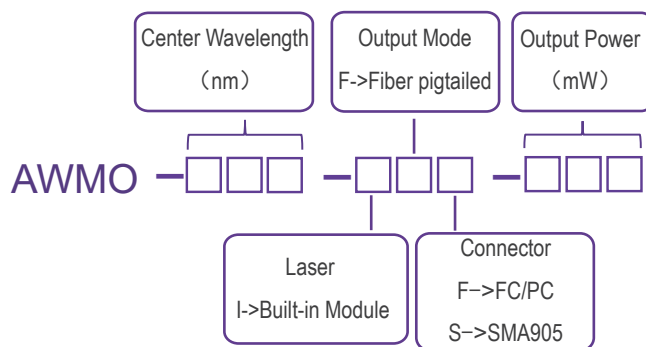 Center Wavelength
（nm）
Output Mode
F->Fiber pigtailed
Output Power
（mW）
AWMO -□□□ -□□□ -□□□
Laser
I->Built-in Module
Connector
F->FC/PC
S->SMA905